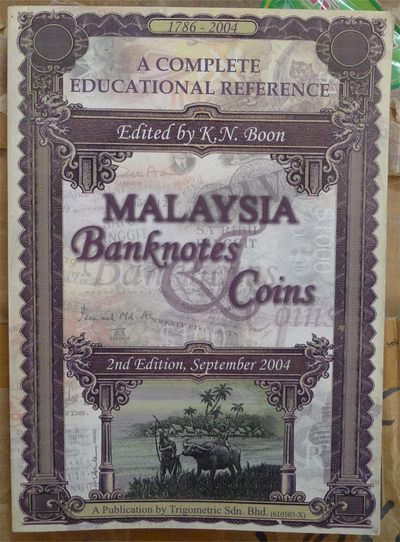 1786 - 2004
A COMPLETE
EDUCATIONAL REFERENCE
Edited by K.N. Boon
MALAYSIA
Banknotes
&
Coins
2nd Edition, September 2004
A Publication by Trigometric Sdn. Bhd. (610503-X)